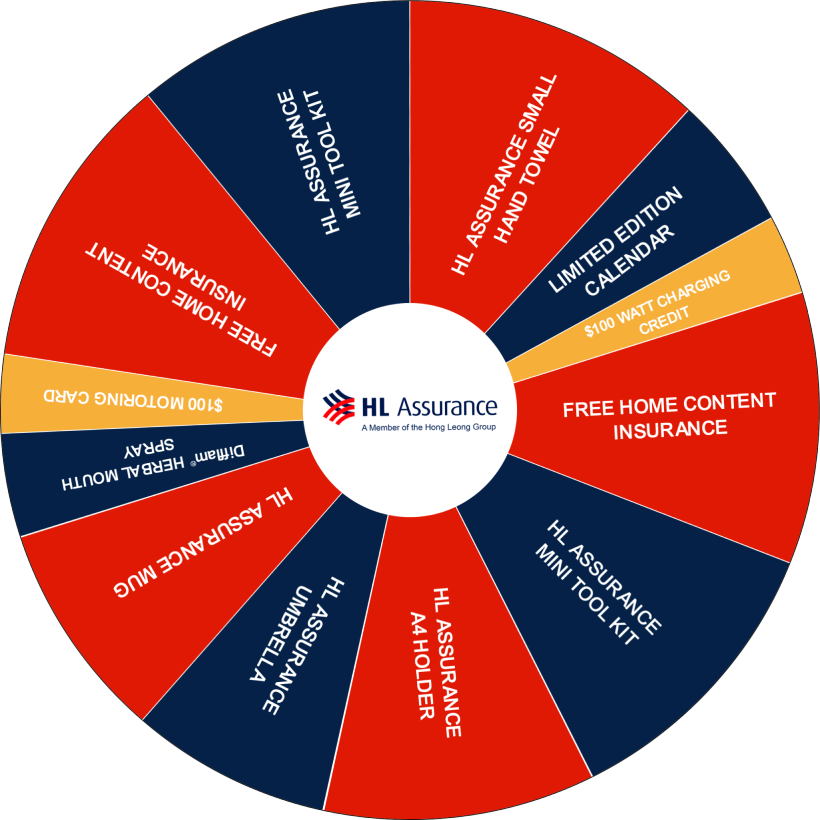 HL ASSURANCE SMALL
HAND TOWEL
LIMITED EDITION
CALENDAR
$100 WATT CHARGING
CREDIT
FREE HOME CONTENT
INSURANCE
HL ASSURANCE
MINI TOOL KIT
HL ASSURANCE
A4 HOLDER
HL ASSURANCE
UMBRELLA
HL ASSURANCE MUG
Difflam® HERBAL MOUTH
SPRAY
$100 MOTORING CARD
FREE HOME CONTENT
INSURANCE
HL ASSURANCE
MINI TOOL KIT
HL Assurance
A Member of the Hong Leong Group